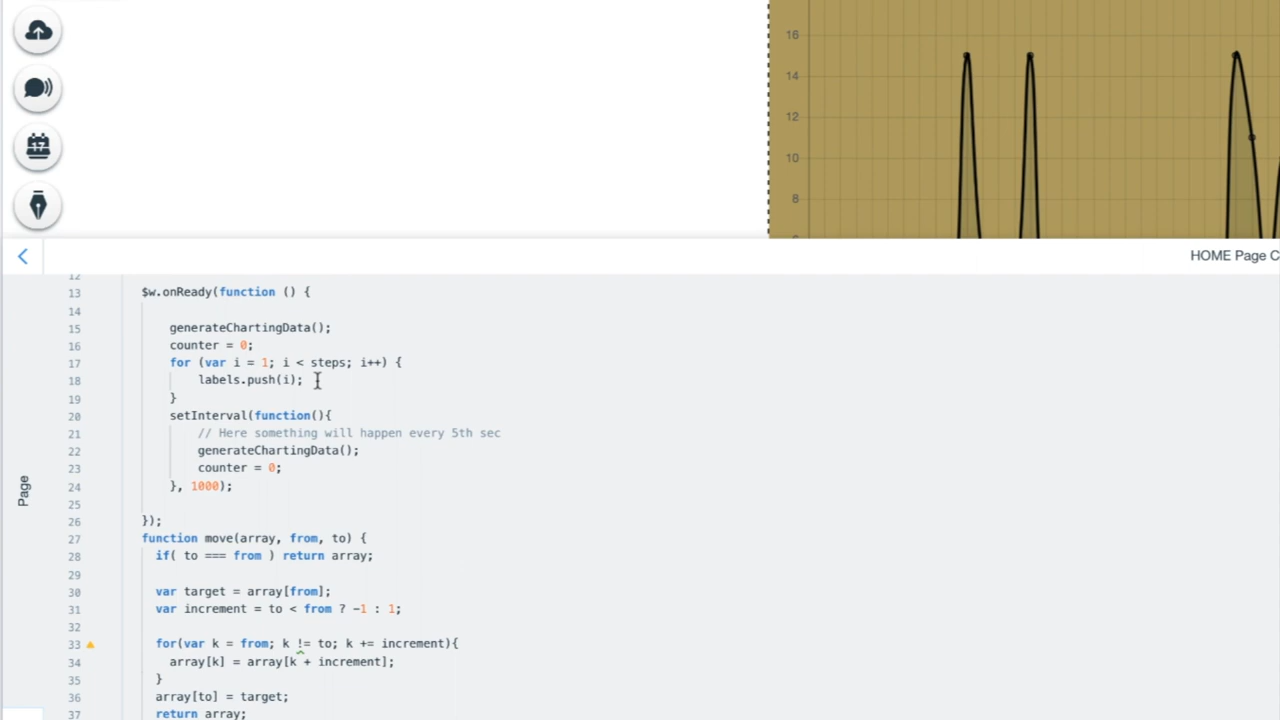 16
14
12
10
8
17
HOME Page C
Page
12
13 $w.onReady(function () {
14
15 generateChartingData();
16 counter = 0;
17 for (var i = 1; i < steps; i++) {
18 labels.push(i);
19 }
20 setInterval(function(){
21 // Here something will happen every 5th sec
22 generateChartingData();
23 counter = 0;
24 }, 1000);
25
26 });
27 function move(array, from, to) {
28 if( to === from ) return array;
29
30 var target = array[from];
31 var increment = to < from ? -1 : 1;
32
33 for(var k = from; k != to; k += increment){
34 array[k] = array[k + increment];
35 }
36 array[to] = target;
37 return array;